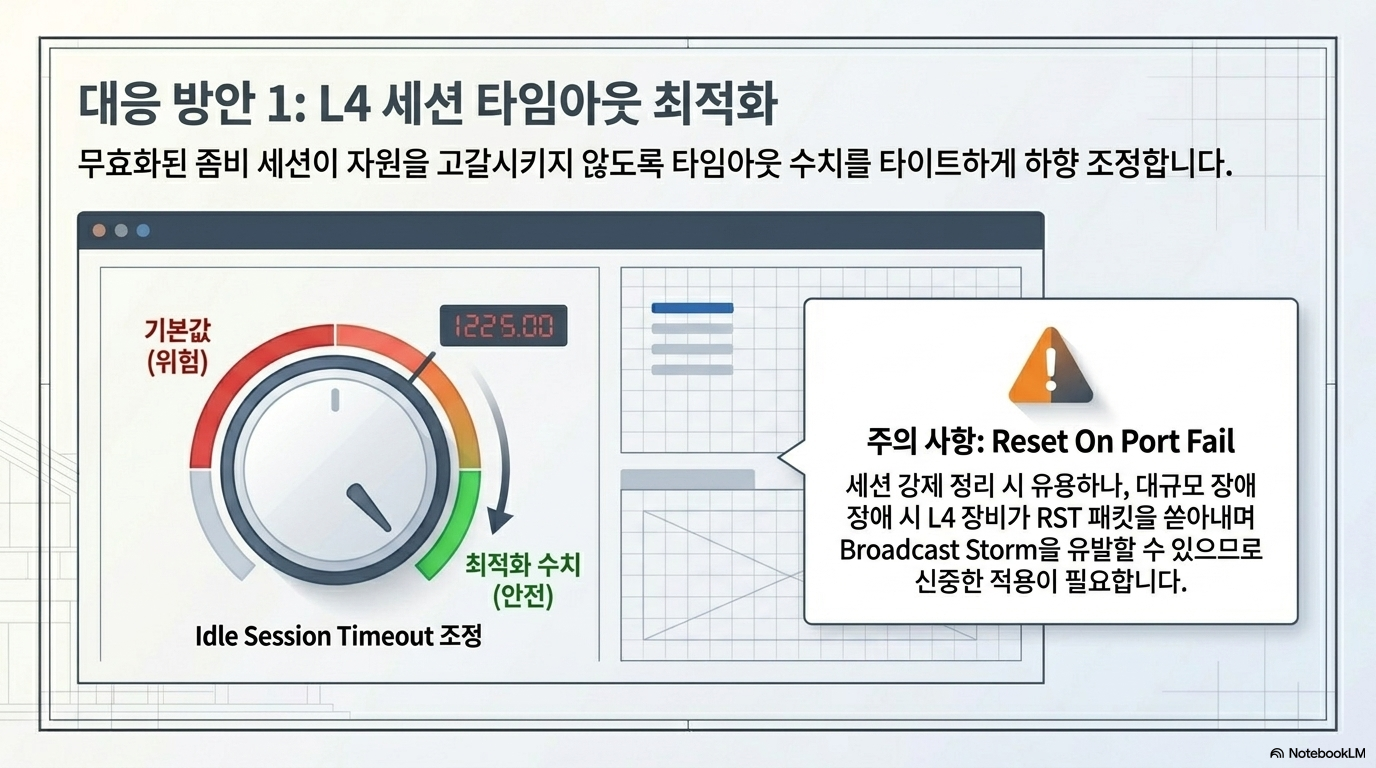 대응 방안 1: L4 세션 타임아웃 최적화
무효화된 좀비 세션이 자원을 고갈시키지 않도록 타임아웃 수치를 타이트하게 하향 조정합니다.
기본값
(위험)
1225.00
최적화 수치
(안전)
Idle Session Timeout 조정
주의 사항: Reset On Port Fail
세션 강제 정리 시 유용하나, 대규모 장애
장애 시 L4 장비가 RST 패킷을 쏟아내며
Broadcast Storm을 유발할 수 있으므로
신중한 적용이 필요합니다.
NotebookLM